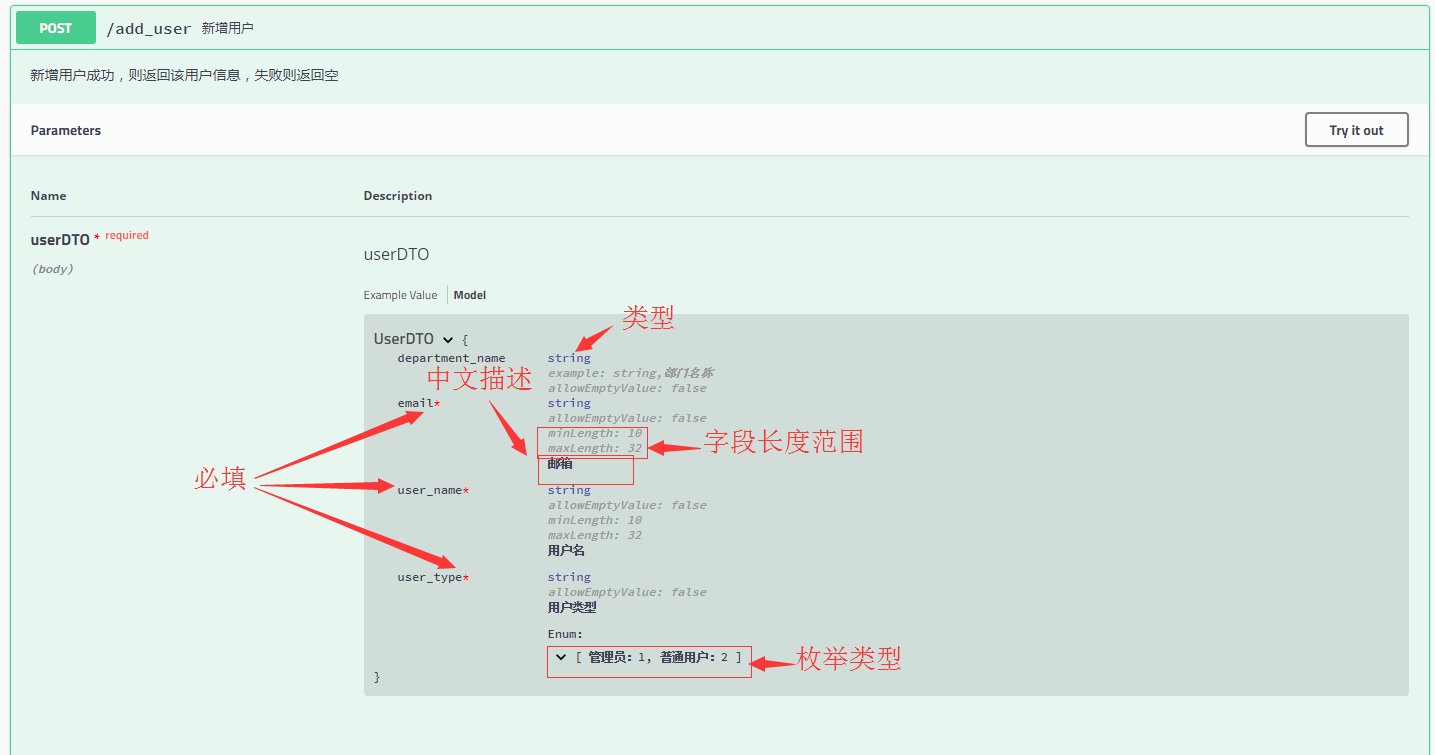 POST /add_user 新增用户
新增用户成功，则返回该用户信息，失败则返回空
Parameters
Try it out
Name
Description
userDTO * required
(body)
userDTO
Example Value
Model
类型
UserDTO {
department_name
string
example: string,部门名称
allowEmptyValue: false
中文描述
email*
string
allowEmptyValue: false
minLength: 10
maxLength: 32
字段长度范围
邮箱
必填
user_name*
string
allowEmptyValue: false
minLength: 10
maxLength: 32
用户名
user_type*
string
allowEmptyValue: false
用户类型
Enum:
[ 管理员: 1, 普通用户: 2 ]
枚举类型
}